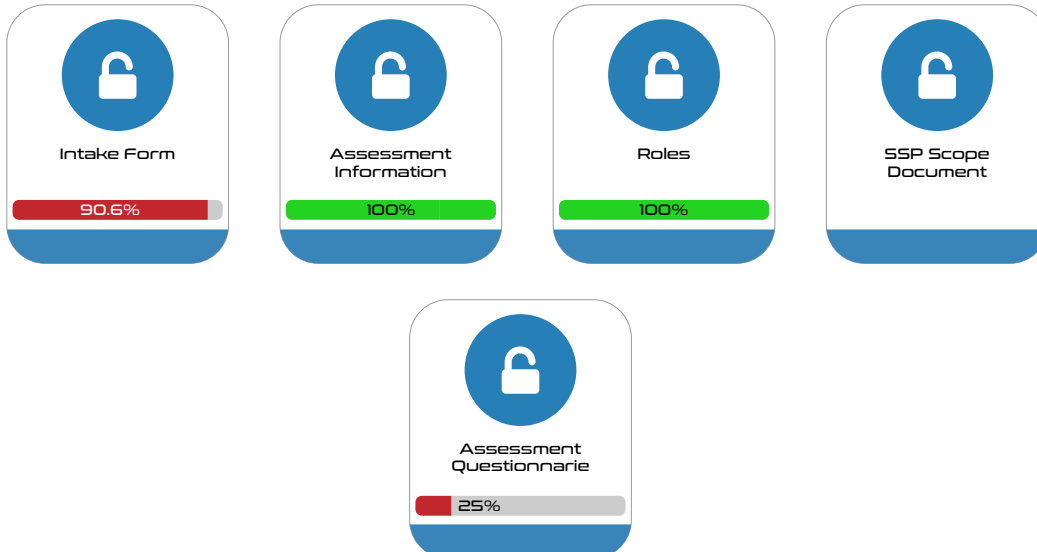 Intake Form
90.6%
Assessment
Information
100%
Roles
100%
SSP Scope
Document
Assessment
Questionnarie
25%